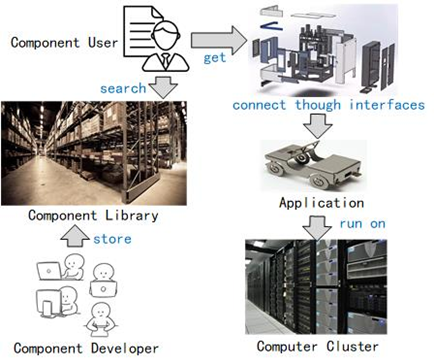 Component User
get
search
connect though interfaces
Component Library
Application
store
run on
Component Developer
Computer Cluster